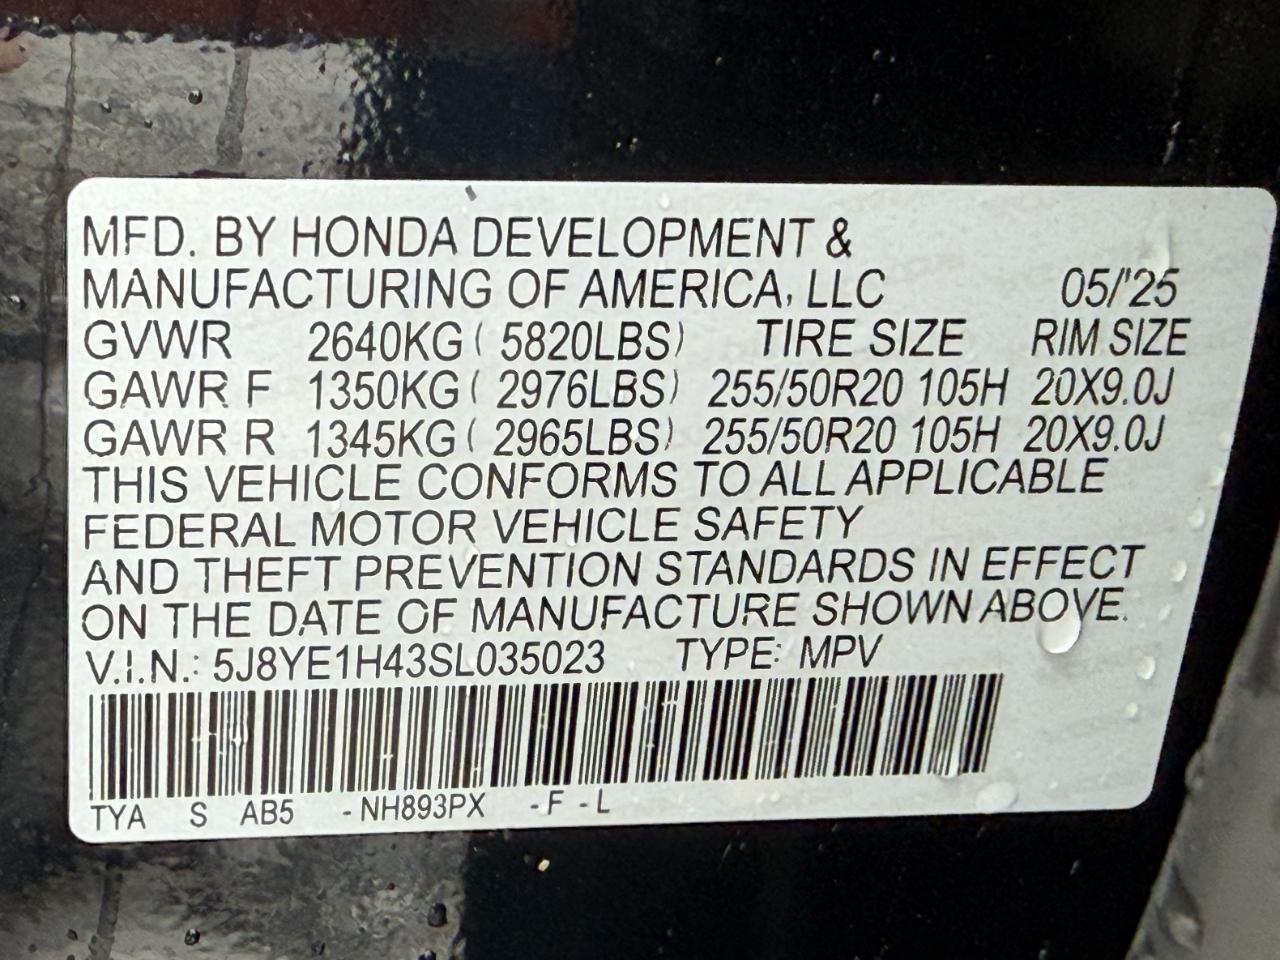 MFD. BY HONDA DEVELOPMENT &
MANUFACTURING OF AMERICA, LLC 05/'25
GVWR 2640KG ( 5820LBS) TIRE SIZE RIM SIZE
GAWR F 1350KG ( 2976LBS) 255/50R20 105H 20X9.0J
GAWR R 1345KG ( 2965LBS) 255/50R20 105H 20X9.0J
THIS VEHICLE CONFORMS TO ALL APPLICABLE
FEDERAL MOTOR VEHICLE SAFETY
AND THEFT PREVENTION STANDARDS IN EFFECT
ON THE DATE OF MANUFACTURE SHOWN ABOVE.
V.I.N.: 5J8YE1H43SL035023 TYPE: MPV
TYA S AB5 - NH893PX - F - L